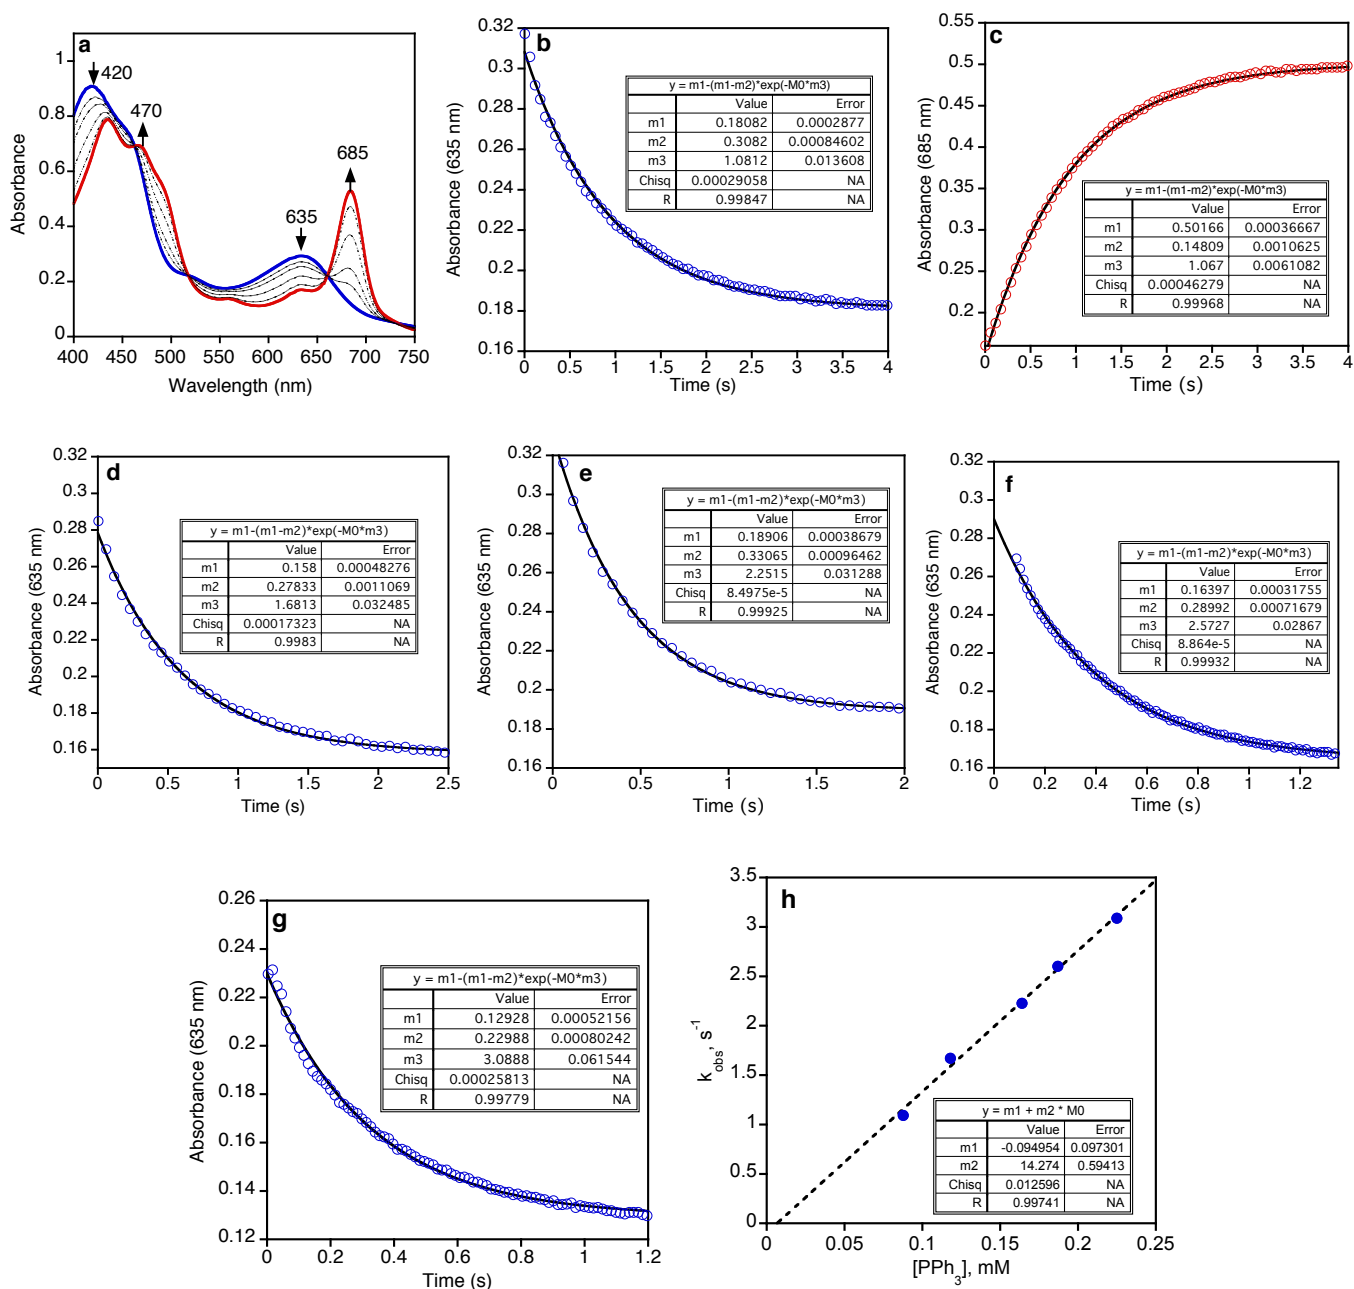 a
420
470
635
685
1
0.8
0.6
0.4
0.2
0
400 450 500 550 600 650 700 750
Absorbance
Wavelength (nm)
b
0.32
0.3
0.28
0.26
0.24
0.22
0.2
0.18
0.16
0 0.5 1 1.5 2 2.5 3 3.5 4
Absorbance (635 nm)
Time (s)
y = m1-(m1-m2)*exp(-M0*m3)
Value Error
m1 0.18082 0.0002877
m2 0.3082 0.00084602
m3 1.0812 0.013608
Chisq 0.00029058 NA
R 0.99847 NA
c
0.55
0.5
0.45
0.4
0.35
0.3
0.25
0.2
0 0.5 1 1.5 2 2.5 3 3.5 4
Absorbance (685 nm)
Time (s)
y = m1-(m1-m2)*exp(-M0*m3)
Value Error
m1 0.50166 0.00036667
m2 0.14809 0.0010625
m3 1.067 0.0061082
Chisq 0.00046279 NA
R 0.99968 NA
d
0.32
0.3
0.28
0.26
0.24
0.22
0.2
0.18
0.16
0 0.5 1 1.5 2 2.5
Absorbance (635 nm)
Time (s)
y = m1-(m1-m2)*exp(-M0*m3)
Value Error
m1 0.158 0.00048276
m2 0.27833 0.0011069
m3 1.6813 0.032485
Chisq 0.00017323 NA
R 0.9983 NA
e
0.32
0.3
0.28
0.26
0.24
0.22
0.2
0.18
0.16
0 0.5 1 1.5 2
Absorbance (635 nm)
Time (s)
y = m1-(m1-m2)*exp(-M0*m3)
Value Error
m1 0.18906 0.00038679
m2 0.33065 0.00096462
m3 2.2515 0.031288
Chisq 8.4975e-5 NA
R 0.99925 NA
f
0.32
0.3
0.28
0.26
0.24
0.22
0.2
0.18
0.16
0 0.2 0.4 0.6 0.8 1 1.2
Absorbance (635 nm)
Time (s)
y = m1-(m1-m2)*exp(-M0*m3)
Value Error
m1 0.16397 0.00031755
m2 0.28992 0.00071679
m3 2.5727 0.02867
Chisq 8.864e-5 NA
R 0.99932 NA
g
0.26
0.24
0.22
0.2
0.18
0.16
0.14
0.12
0 0.2 0.4 0.6 0.8 1 1.2
Absorbance (635 nm)
Time (s)
y = m1-(m1-m2)*exp(-M0*m3)
Value Error
m1 0.12928 0.00052156
m2 0.22988 0.00080242
m3 3.0888 0.061544
Chisq 0.00025813 NA
R 0.99779 NA
h
3.5
3
2.5
2
1.5
1
0.5
0
0 0.05 0.1 0.15 0.2 0.25
k_obs, s⁻¹
[PPh₃], mM
y = m1 + m2 * M0
Value Error
m1 -0.094954 0.097301
m2 14.274 0.59413
Chisq 0.012596 NA
R 0.99741 NA